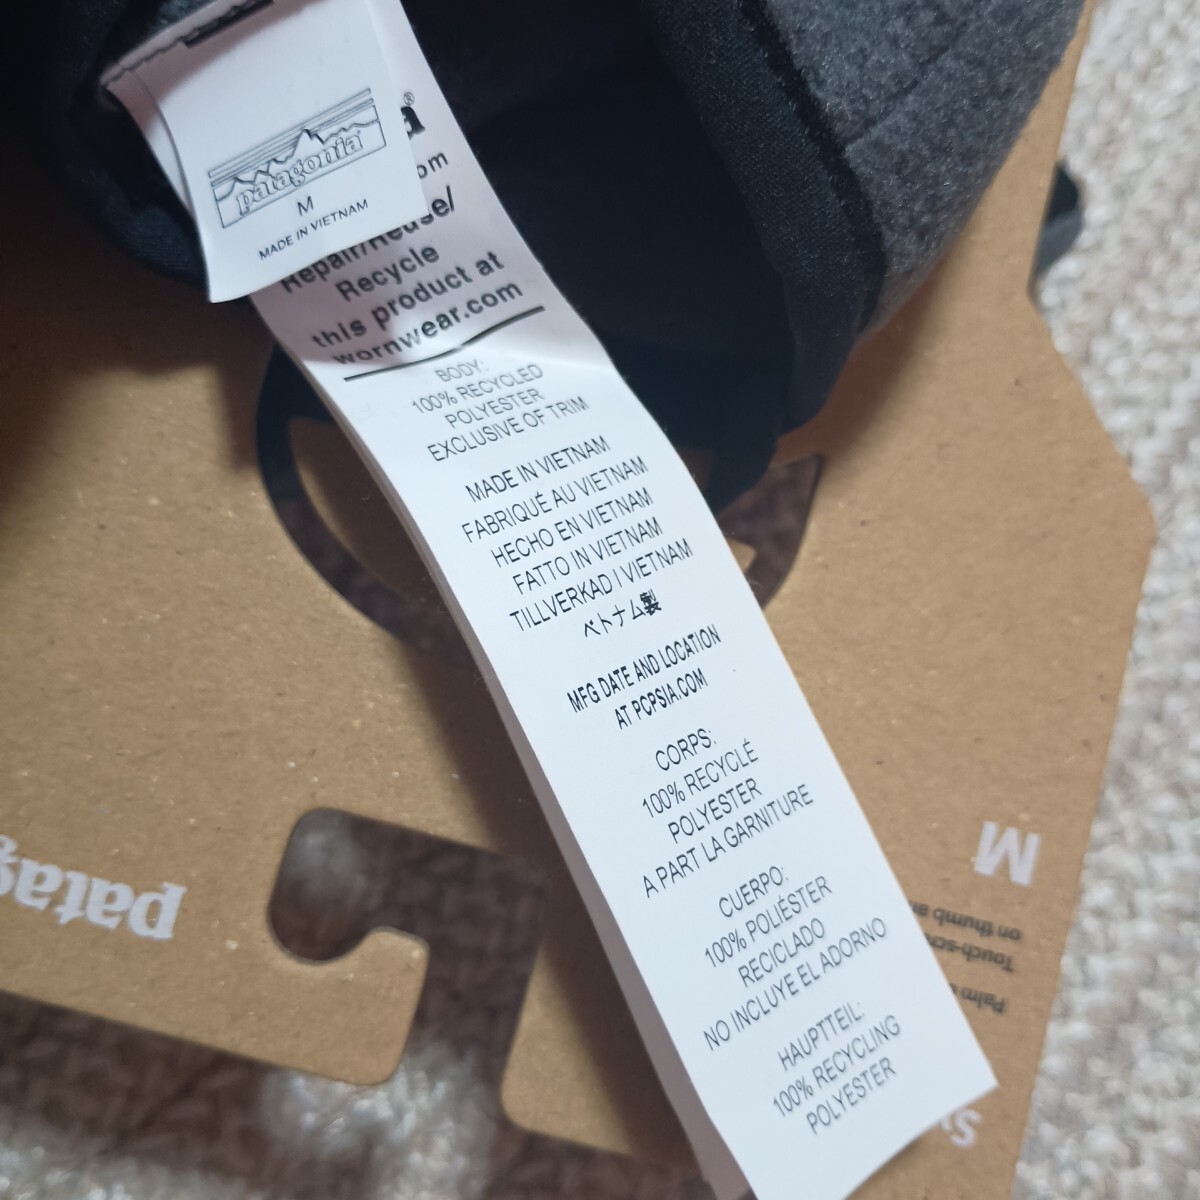 patagonia
M
MADE IN VIETNAM
Repair/Reuse/
Recycle
this product at
wornwear.com
BODY:
100% RECYCLED
POLYESTER
EXCLUSIVE OF TRIM
MADE IN VIETNAM
FABRIQUÉ AU VIETNAM
HECHO EN VIETNAM
FATTO IN VIETNAM
TILLVERKAD I VIETNAM
ベトナム製
MFG DATE AND LOCATION
AT PCPSIA.COM
CORPS:
100% RECYCLÉ
POLYESTER
A PART LA GARNITURE
CUERPO:
100% POLIÉSTER
RECICLADO
NO INCLUYE EL ADORNO
HAUPTTEIL:
100% RECYCLING
POLYESTER
M
on thumb
Palm